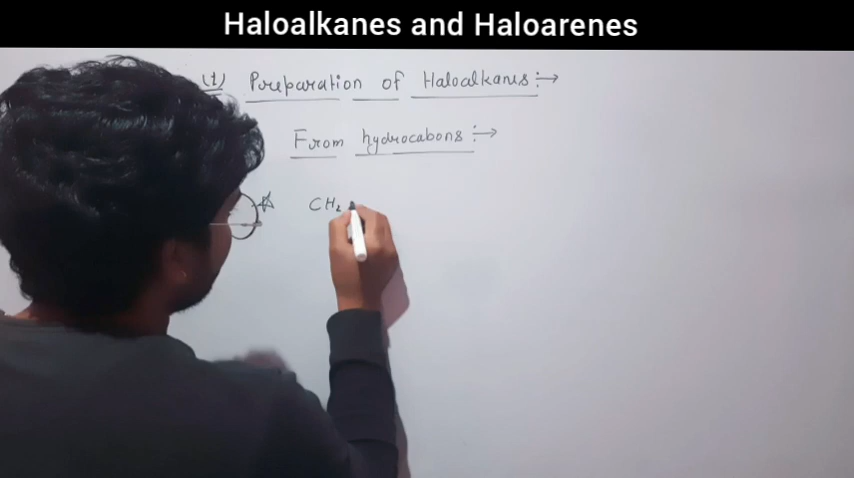 Haloalkanes and Haloarenes
(1) Preparation of Haloalkanes:→
From hydrocabons:→
CH₂